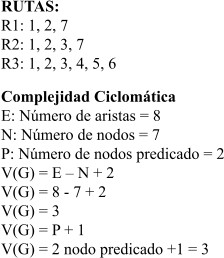 RUTAS:
R1: 1, 2, 7
R2: 1, 2, 3, 7
R3: 1, 2, 3, 4, 5, 6
Complejidad Ciclomática
E: Número de aristas = 8
N: Número de nodos = 7
P: Número de nodos predicado = 2
V(G) = E – N + 2
V(G) = 8 - 7 + 2
V(G) = 3
V(G) = P + 1
V(G) = 2 nodo predicado +1 = 3